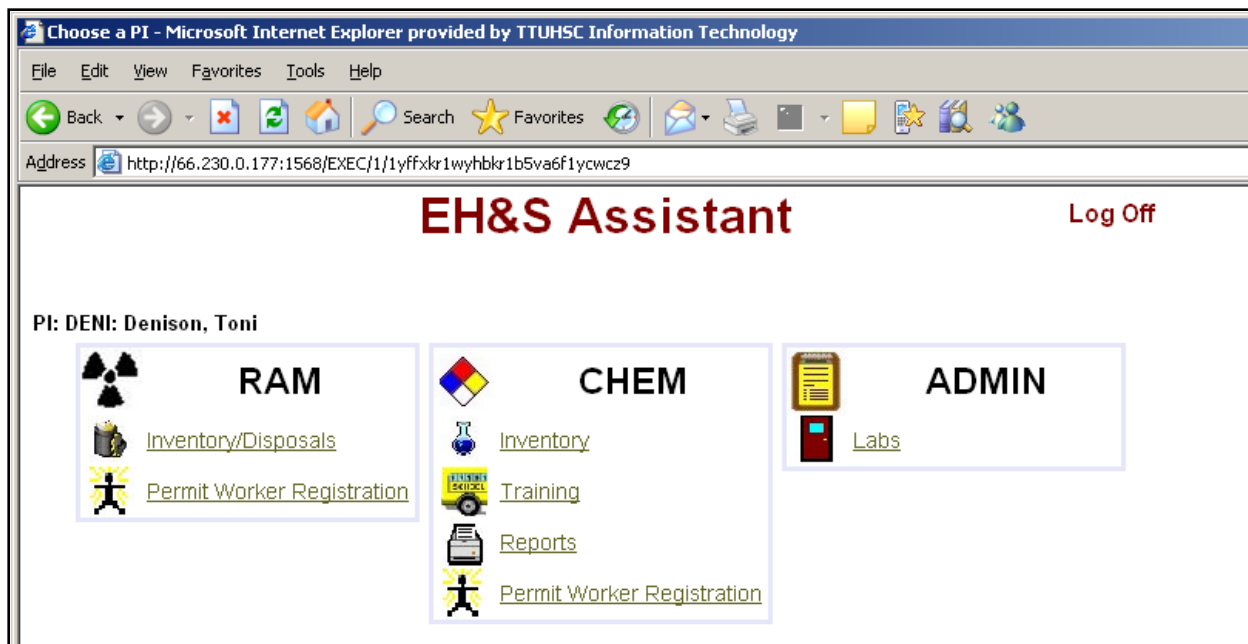 Choose a PI - Microsoft Internet Explorer provided by TTUHSC Information Technology
File Edit View Favorites Tools Help
Back Search Favorites
Address http://66.230.0.177:1568/EXEC/1/1yffxkr1wyhbkr1b5va6f1ycwcz9
EH&S Assistant Log Off
PI: DENI: Denison, Toni
RAM
Inventory/Disposals
Permit Worker Registration
CHEM
Inventory
Training
Reports
Permit Worker Registration
ADMIN
Labs